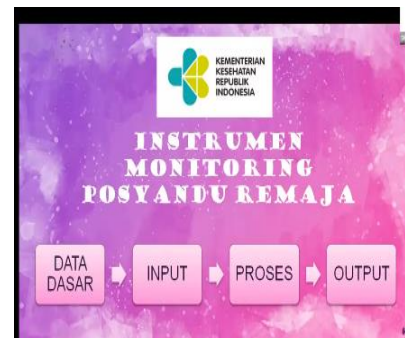 KEMENTERIAN
KESEHATAN
REPUBLIK
INDONESIA
INSTRUMEN
MONITORING
POSYANDU REMAJA
DATA
DASAR
INPUT
PROSES
OUTPUT